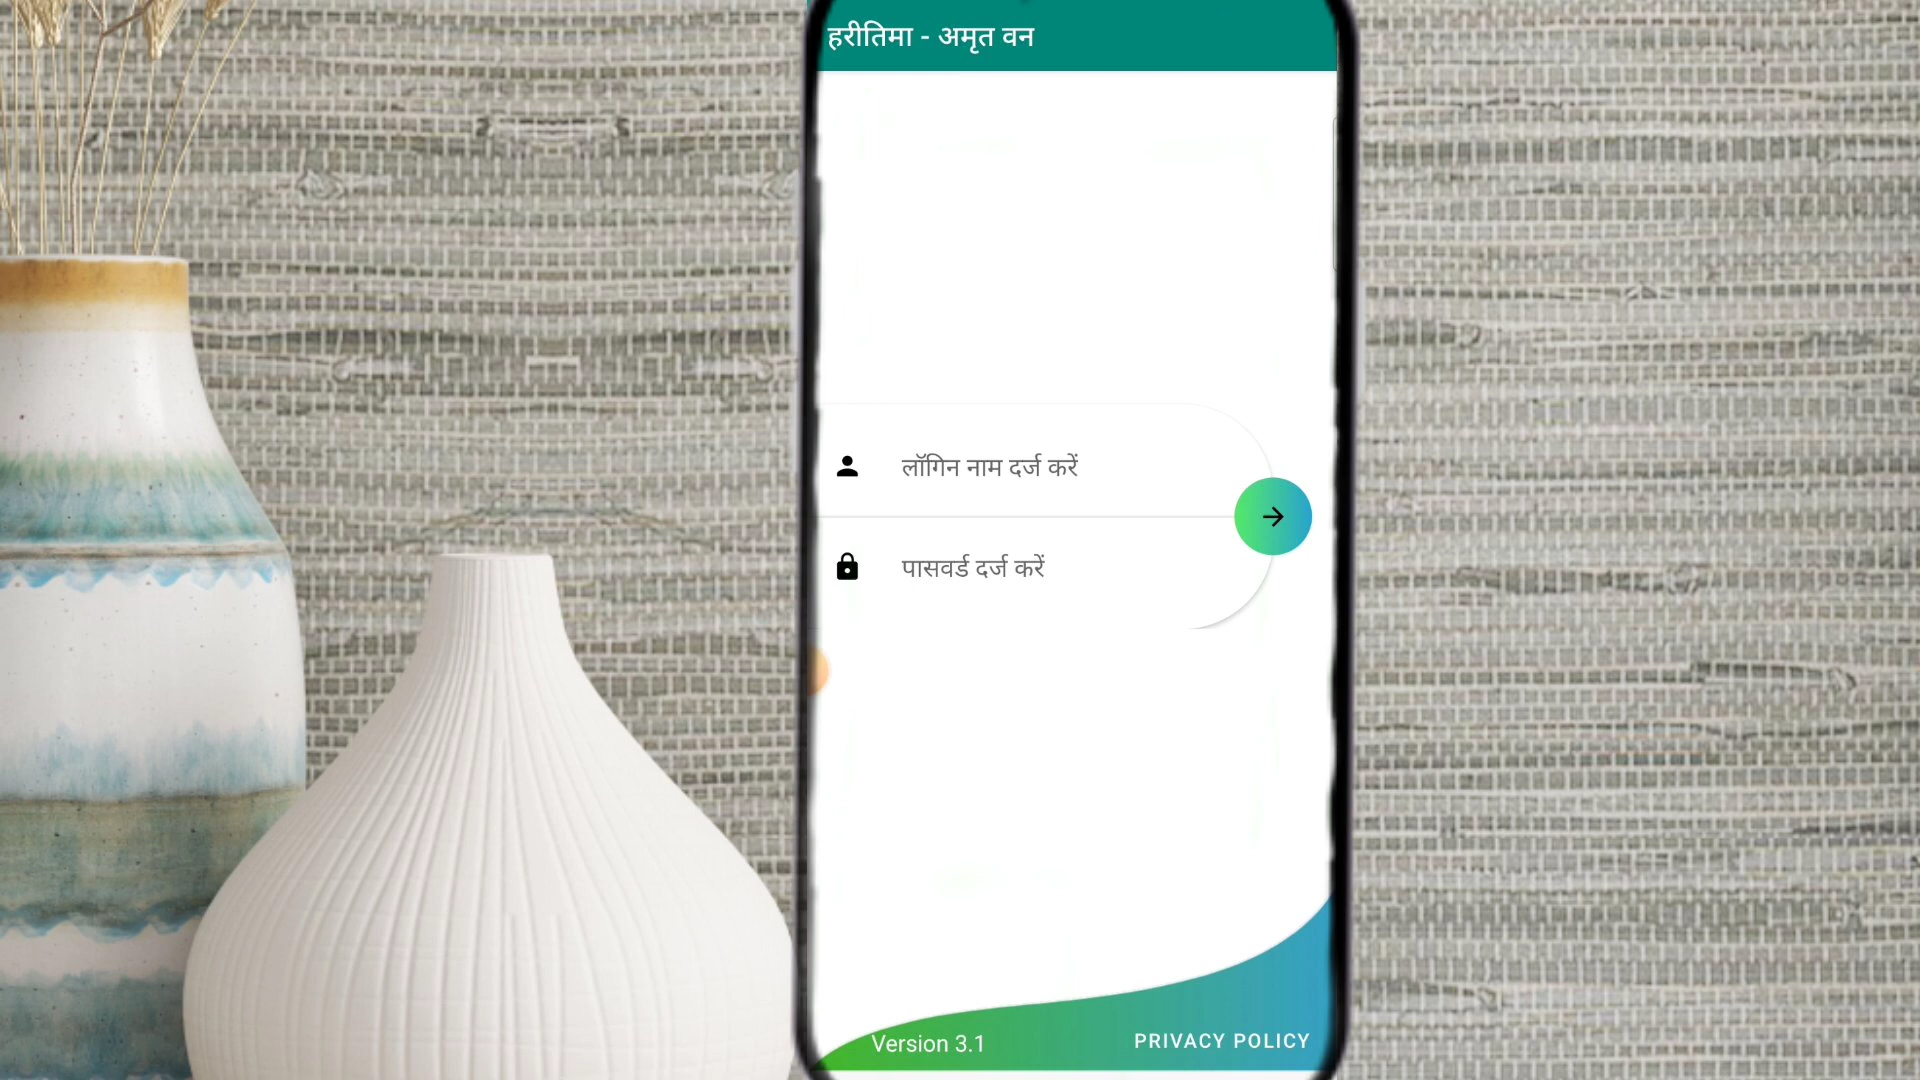 हरीतिमा - अमृत वन
लॉगिन नाम दर्ज करें
पासवर्ड दर्ज करें
Version 3.1
PRIVACY POLICY